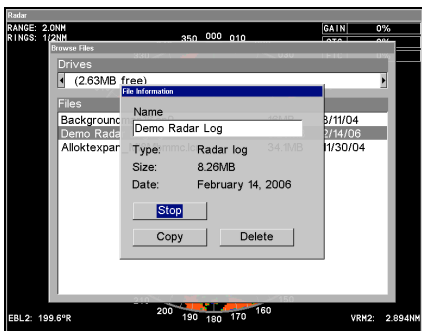 Radar
RANGE: 2.0NM
RINGS: 1/2NM
350 000 010
GAIN 0%
Browse Files
Drives
(2.63MB free)
Files
Background 3/11/04
Demo Rada 2/14/06
Alloktexpan 34.1MB 11/30/04
File Information
Name
Demo Radar Log
Type: Radar log
Size: 8.26MB
Date: February 14, 2006
Stop
Copy Delete
210 200 190 180 170 160 150
EBL2: 199.6°R
VRM2: 2.894NM